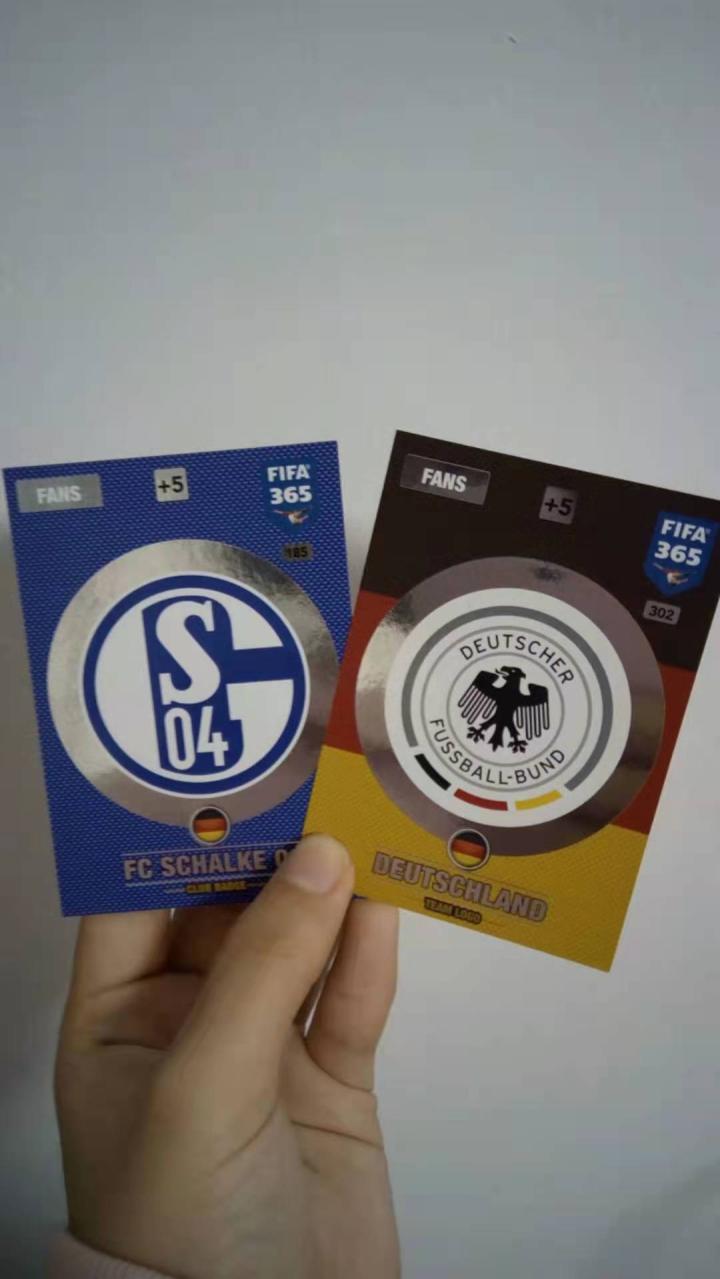 FANS
+5
FIFA
365
185
S
04
FC SCHALKE 0
CLUB BADGE
FANS
+5
FIFA
365
302
DEUTSCHER
FUSSBALL-BUND
DEUTSCHLAND
TEAM LOGO